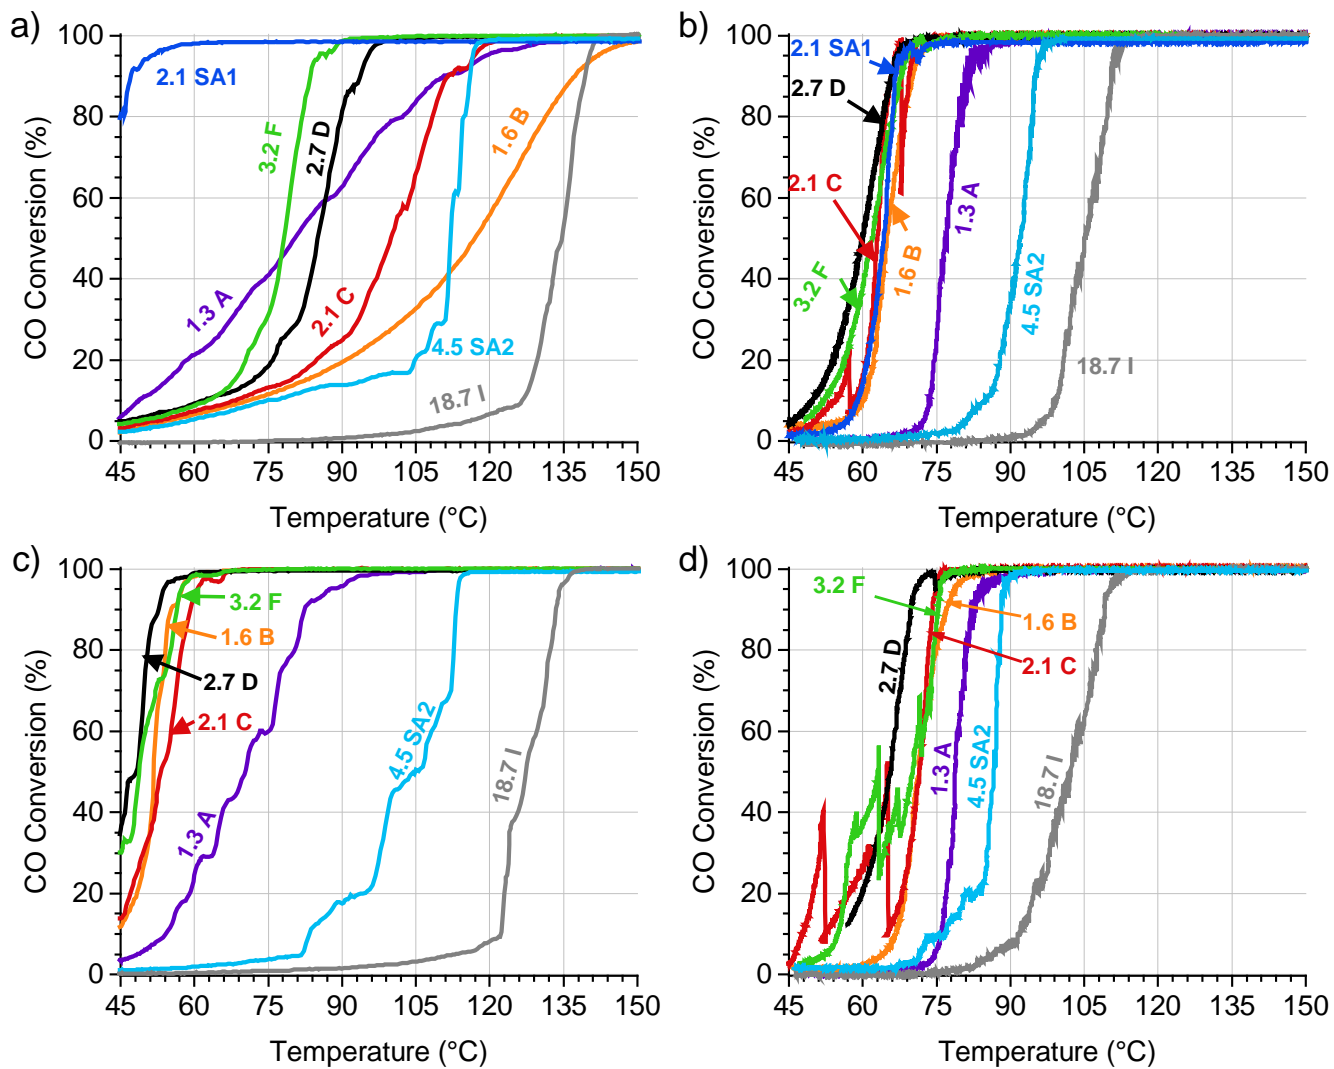 a)
100
80
60
40
20
0
CO Conversion (%)
2.1 SA1
3.2 F
2.7 D
1.6 B
1.3 A
2.1 C
4.5 SA2
18.7 I
45 60 75 90 105 120 135 150
Temperature (°C)
b)
100
80
60
40
20
0
CO Conversion (%)
2.1 SA1
2.7 D
2.1 C
3.2 F
1.6 B
1.3 A
4.5 SA2
18.7 I
45 60 75 90 105 120 135 150
Temperature (°C)
c)
100
80
60
40
20
0
CO Conversion (%)
3.2 F
1.6 B
2.7 D
2.1 C
1.3 A
4.5 SA2
18.7 I
45 60 75 90 105 120 135 150
Temperature (°C)
d)
100
80
60
40
20
0
CO Conversion (%)
3.2 F
1.6 B
2.7 D
2.1 C
1.3 A
4.5 SA2
18.7 I
45 60 75 90 105 120 135 150
Temperature (°C)